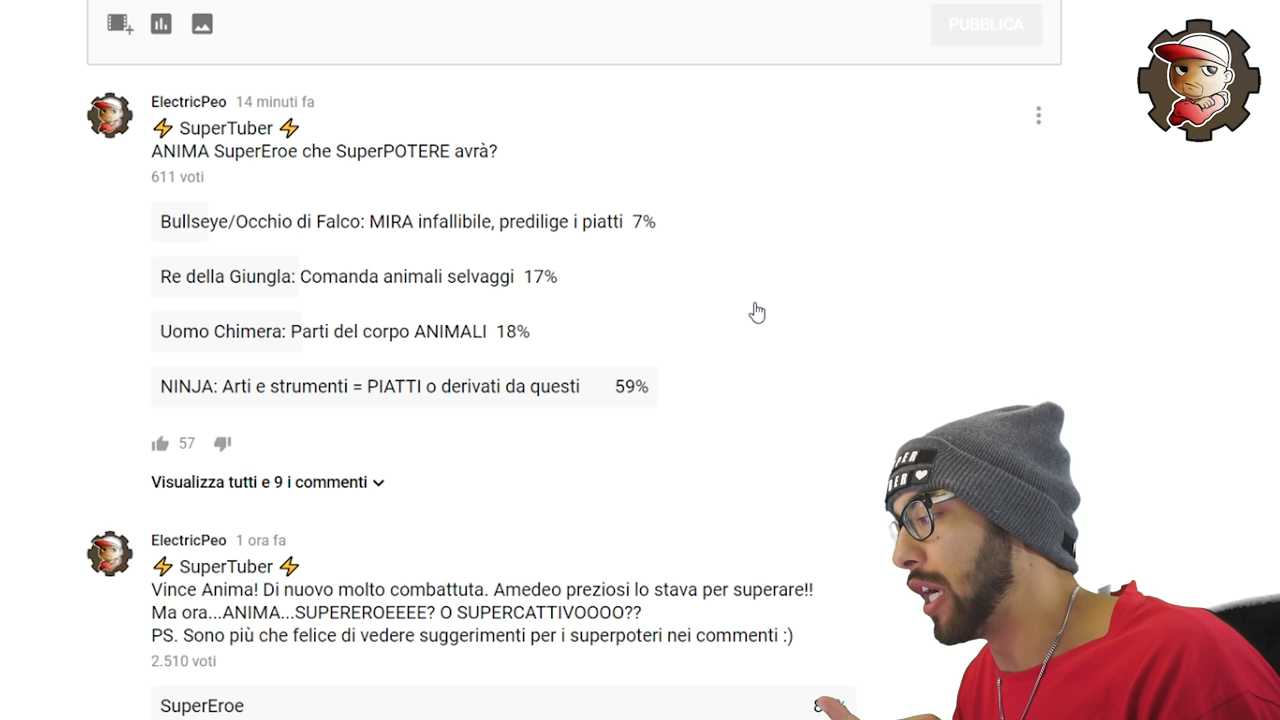 PUBBLICA
ElectricPeo 14 minuti fa
⚡ SuperTuber ⚡
ANIMA SuperEroe che SuperPOTERE avrà?
611 voti
Bullseye/Occhio di Falco: MIRA infallibile, predilige i piatti 7%
Re della Giungla: Comanda animali selvaggi 17%
Uomo Chimera: Parti del corpo ANIMALI 18%
NINJA: Arti e strumenti = PIATTI o derivati da questi 59%
57
Visualizza tutti e 9 i commenti
ElectricPeo 1 ora fa
⚡ SuperTuber ⚡
Vince Anima! Di nuovo molto combattuta. Amedeo preziosi lo stava per superare!!
Ma ora...ANIMA...SUPEREROEEEE? O SUPERCATTIVOOOO??
PS. Sono più che felice di vedere suggerimenti per i superpoteri nei commenti :)
2.510 voti
SuperEroe